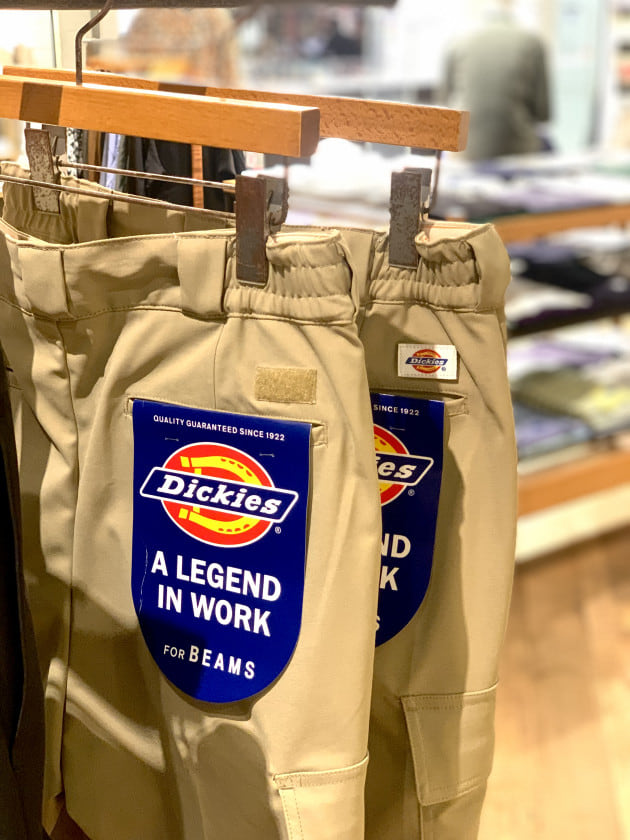 QUALITY GUARANTEED SINCE 1922
Dickies
®
A LEGEND
IN WORK
FOR BEAMS
Dickies
SINCE 1922
ies
®
ND
K
S